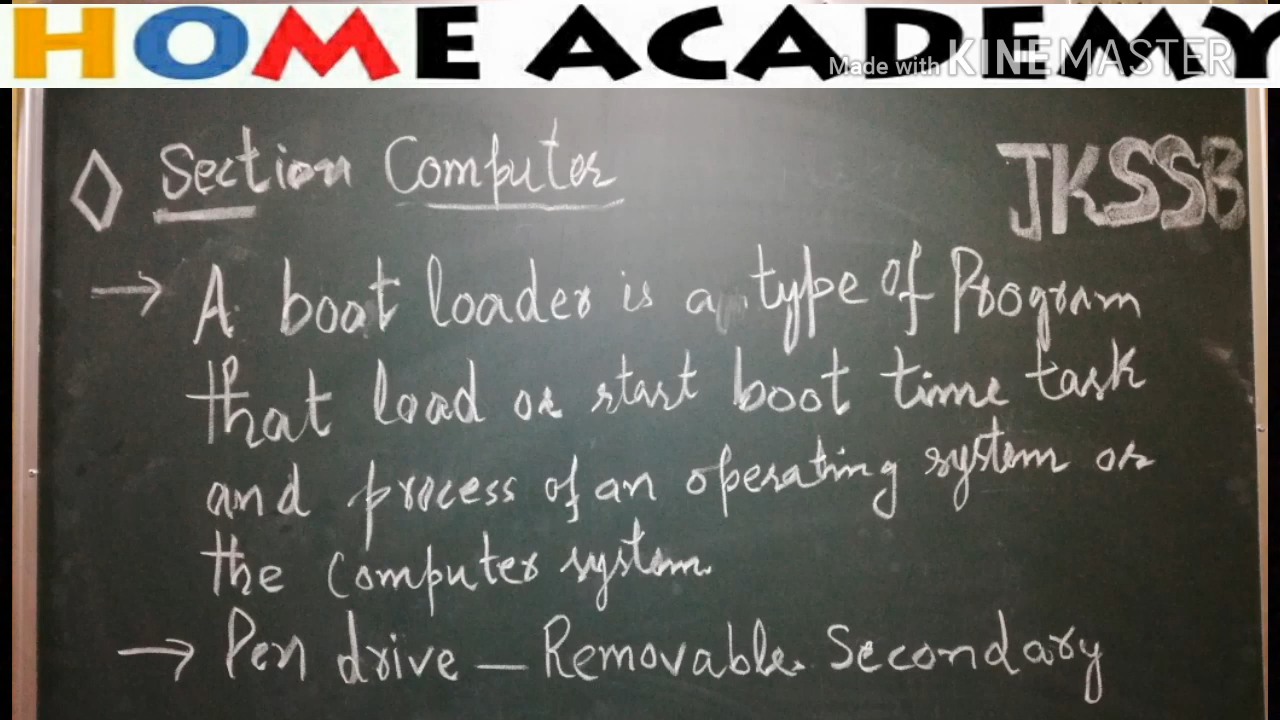 HOME ACADEMY
Made with KINEMASTER
◊ Section Computer
JKSSB
→ A boot loader is a type of Program
that load or start boot time task
and process of an operating system or
the computer system.
→ Pen drive — Removable Secondary